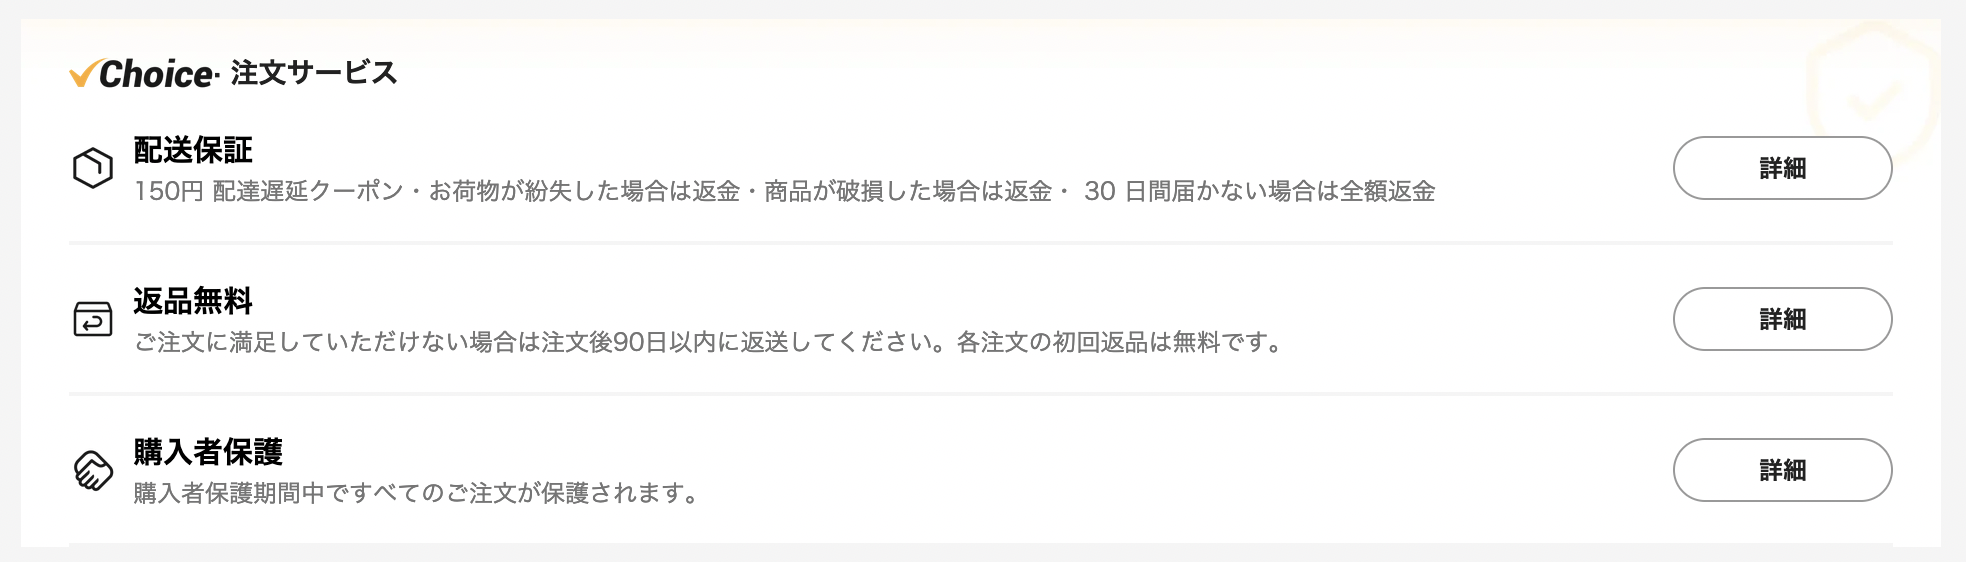 Choice· 注文サービス
配送保証
150円 配達遅延クーポン・お荷物が紛失した場合は返金・商品が破損した場合は返金・ 30 日間届かない場合は全額返金
詳細
返品無料
ご注文に満足していただけない場合は注文後90日以内に返送してください。各注文の初回返品は無料です。
詳細
購入者保護
購入者保護期間中ですべてのご注文が保護されます。
詳細